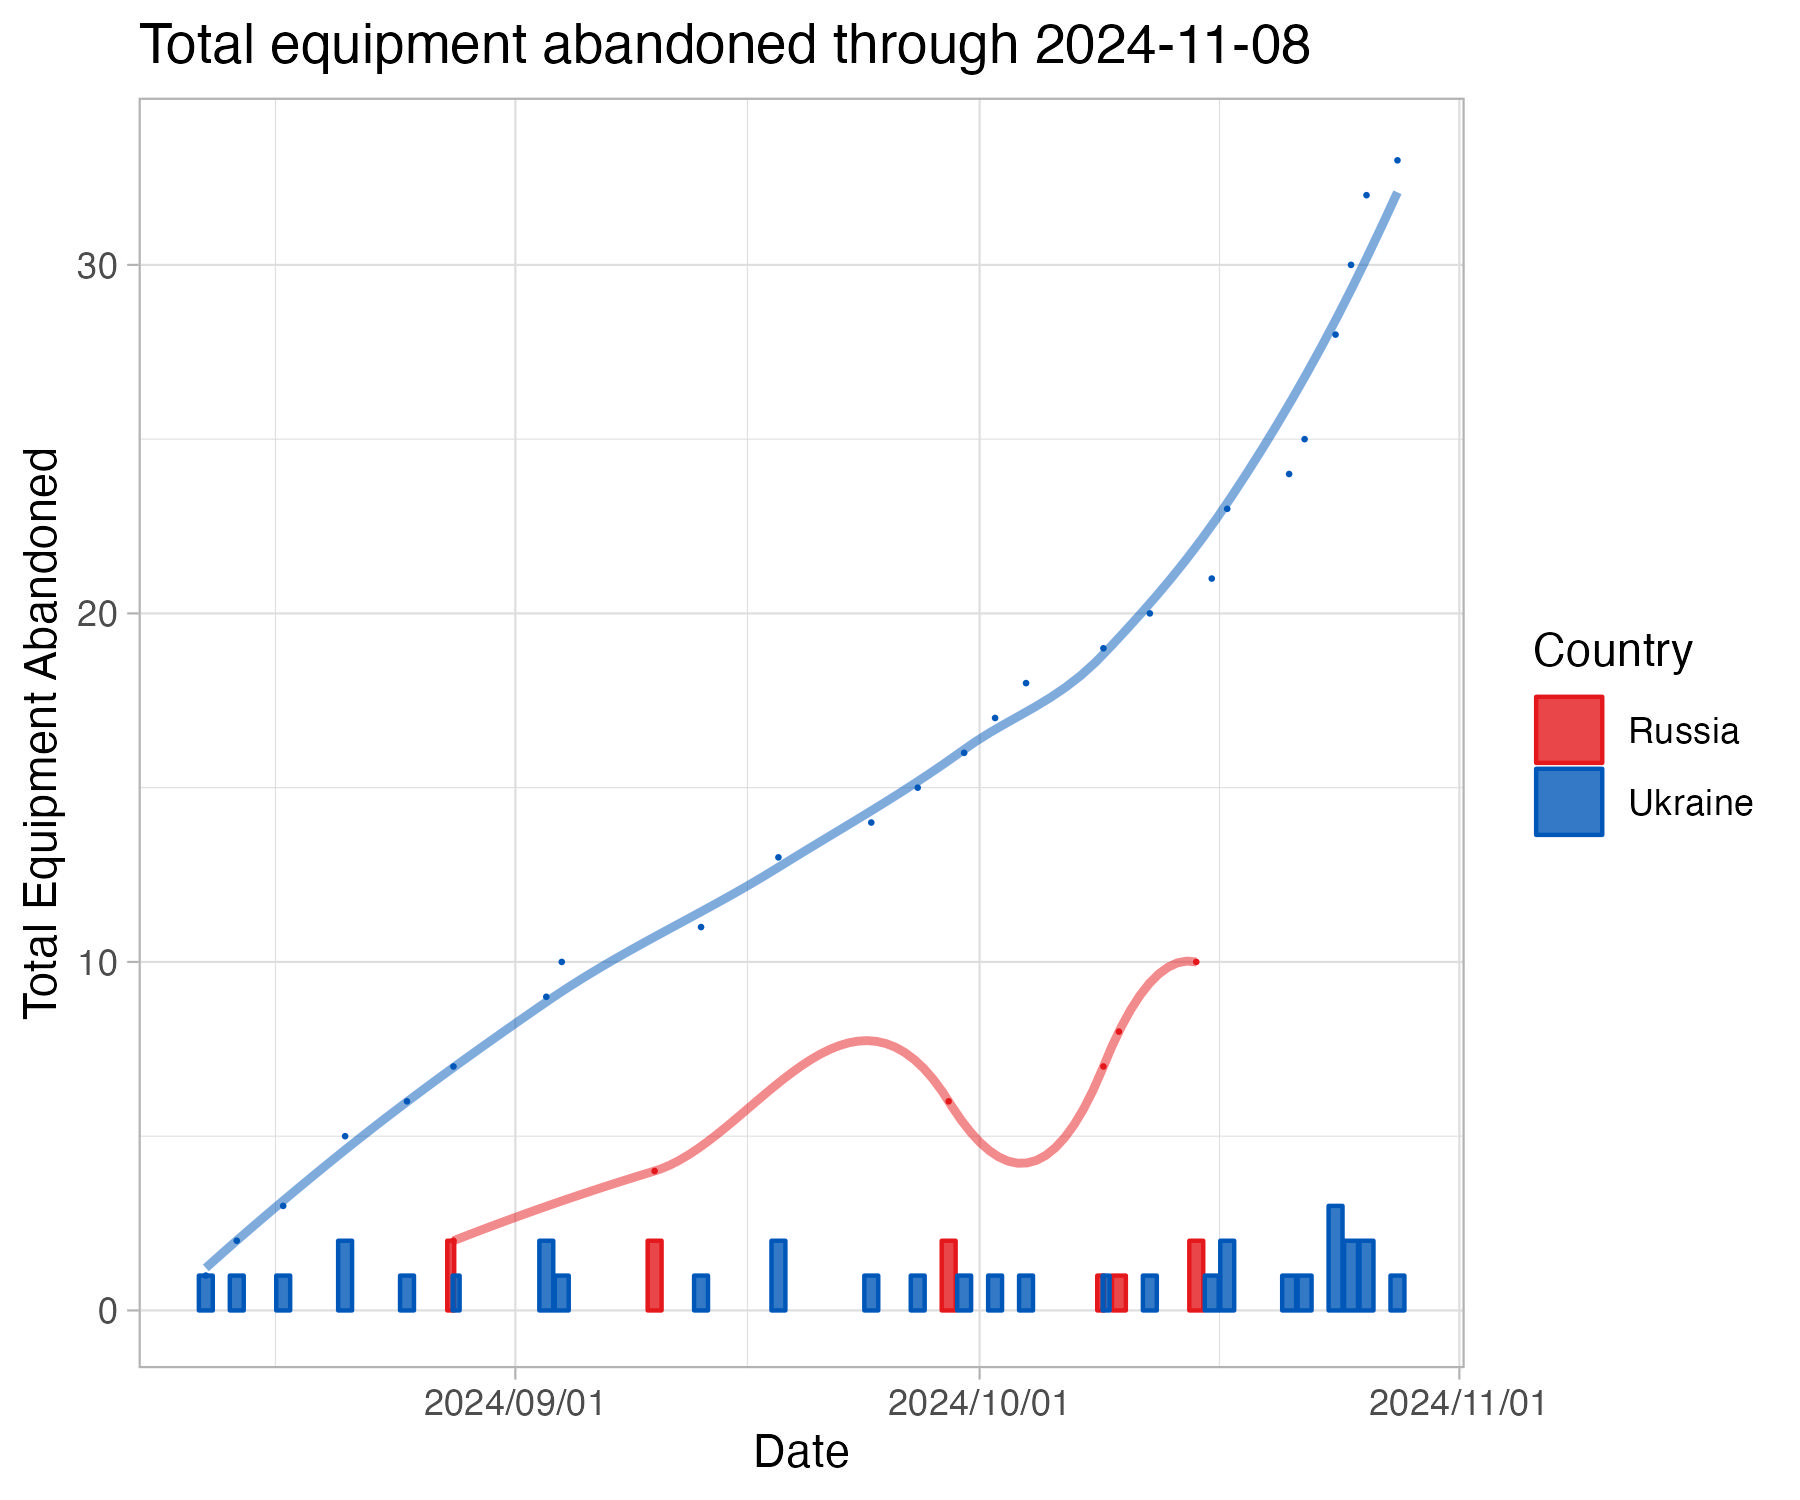 Total equipment abandoned through 2024-11-08
Total Equipment Abandoned
30
20
10
0
2024/09/01
2024/10/01
2024/11/01
Date
Country
Russia
Ukraine